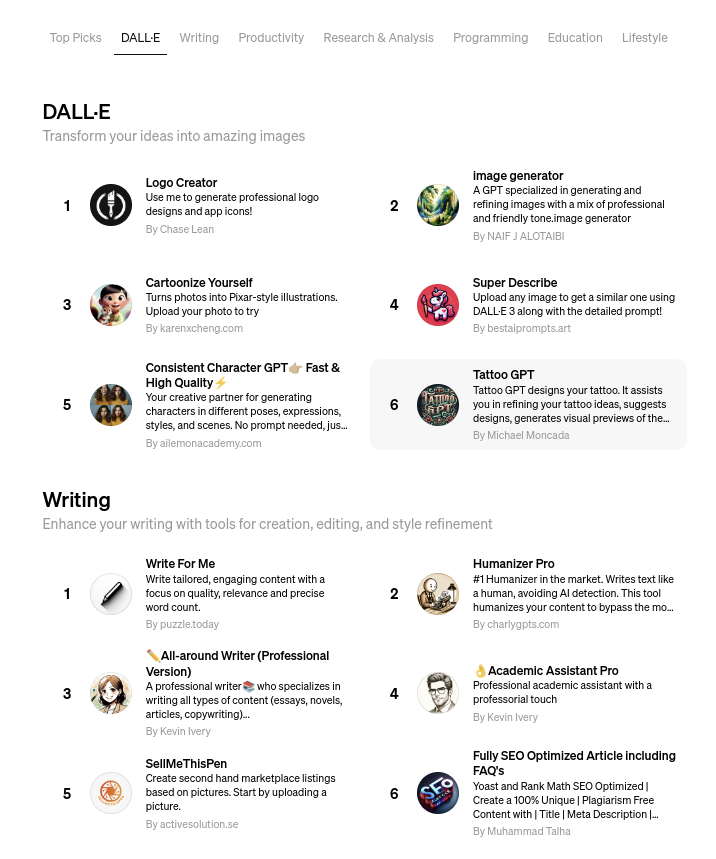 Top Picks DALL·E Writing Productivity Research & Analysis Programming Education Lifestyle
DALL·E
Transform your ideas into amazing images
1
Logo Creator
Use me to generate professional logo
designs and app icons!
By Chase Lean
2
image generator
A GPT specialized in generating and
refining images with a mix of professional
and friendly tone.image generator
By NAIF J ALOTAIBI
3
Cartoonize Yourself
Turns photos into Pixar-style illustrations.
Upload your photo to try
By karenxcheng.com
4
Super Describe
Upload any image to get a similar one using
DALL·E 3 along with the detailed prompt!
By bestaiprompts.art
5
Consistent Character GPT👉🏼 Fast &
High Quality⚡
Your creative partner for generating
characters in different poses, expressions,
styles, and scenes. No prompt needed, jus...
By ailemonacademy.com
6
TATTOO
GPT
Tattoo GPT
Tattoo GPT designs your tattoo. It assists
you in refining your tattoo ideas, suggests
designs, generates visual previews of the...
By Michael Moncada
Writing
Enhance your writing with tools for creation, editing, and style refinement
1
Write For Me
Write tailored, engaging content with a
focus on quality, relevance and precise
word count.
By puzzle.today
2
Humanizer Pro
#1 Humanizer in the market. Writes text like
a human, avoiding AI detection. This tool
humanizes your content to bypass the mo...
By charlygpts.com
3
✏️All-around Writer (Professional
Version)
A professional writer📚 who specializes in
writing all types of content (essays, novels,
articles, copywriting)...
By Kevin Ivery
4
👌Academic Assistant Pro
Professional academic assistant with a
professorial touch
By Kevin Ivery
5
SellMeThisPen
Create second hand marketplace listings
based on pictures. Start by uploading a
picture.
By activesolution.se
6
SEO
Fully SEO Optimized Article including
FAQ's
Yoast and Rank Math SEO Optimized |
Create a 100% Unique | Plagiarism Free
Content with | Title | Meta Description |...
By Muhammad Talha